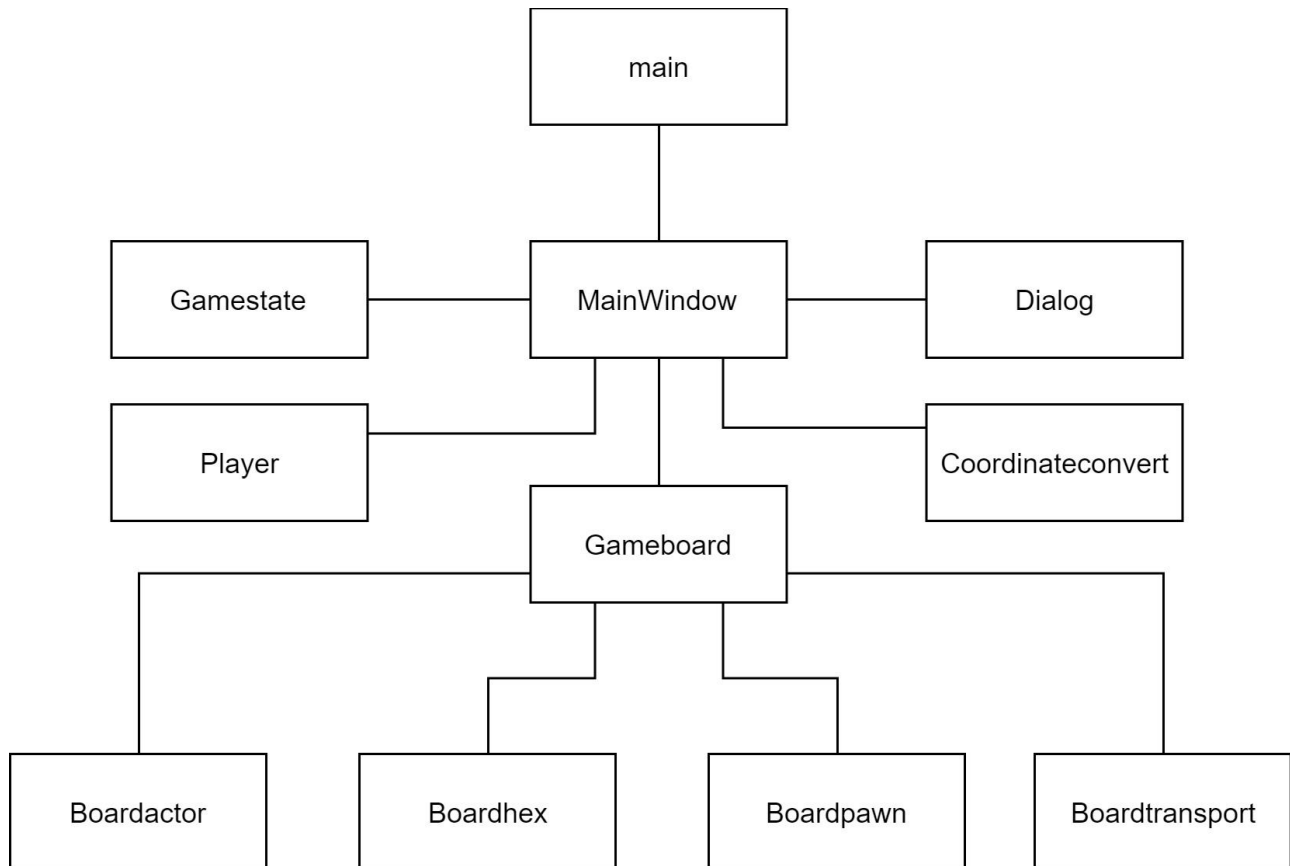 main
Gamestate
MainWindow
Dialog
Player
Coordinateconvert
Gameboard
Boardactor
Boardhex
Boardpawn
Boardtransport